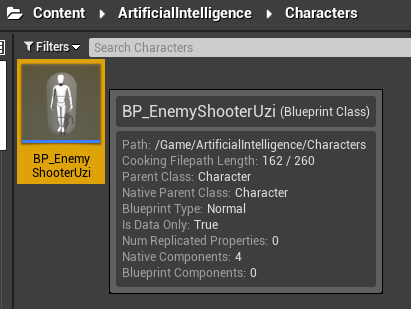 Content ArtificialIntelligence Characters
Filters Search Characters
BP_Enemy
ShooterUzi
BP_EnemyShooterUzi (Blueprint Class)
Path: /Game/ArtificialIntelligence/Characters
Cooking Filepath Length: 162 / 260
Parent Class: Character
Native Parent Class: Character
Blueprint Type: Normal
Is Data Only: True
Num Replicated Properties: 0
Native Components: 4
Blueprint Components: 0